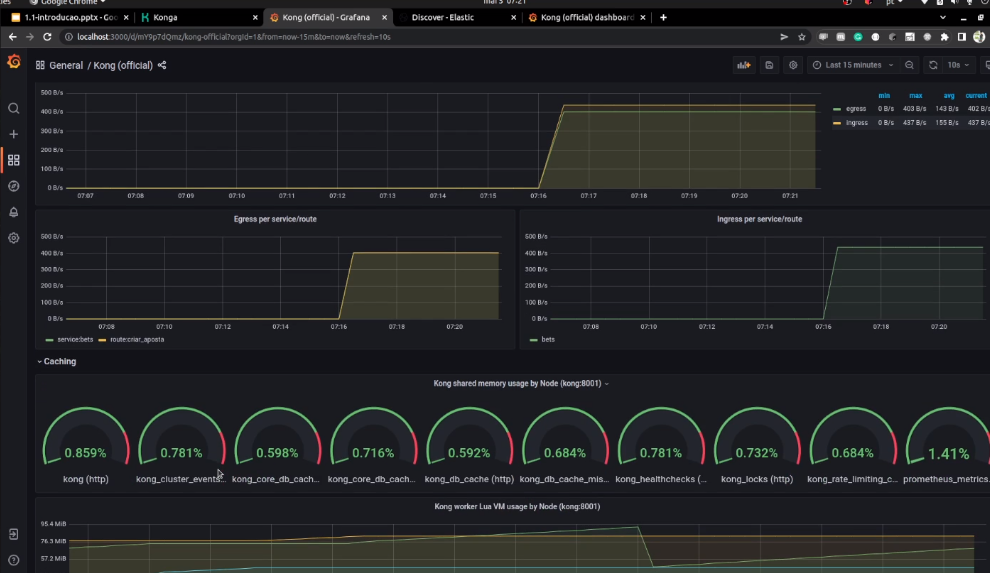 Google Chrome
mar 5 07:21
pt
1.1-introducao.pptx - Goo
Konga
Kong (official) - Grafana
Discover - Elastic
Kong (official) dashboard
localhost:3000/d/mY9p7dQmz/kong-official?orgId=1&from=now-15m&to=now&refresh=10s
General / Kong (official)
Last 15 minutes
10s
500 B/s
400 B/s
300 B/s
200 B/s
100 B/s
0 B/s
07:07 07:08 07:09 07:10 07:11 07:12 07:13 07:14 07:15 07:16 07:17 07:18 07:19 07:20 07:21
min max avg current
egress 0 B/s 403 B/s 143 B/s 402 B/s
ingress 0 B/s 437 B/s 155 B/s 437 B/s
Egress per service/route
500 B/s
400 B/s
300 B/s
200 B/s
100 B/s
0 B/s
07:08 07:10 07:12 07:14 07:16 07:18 07:20
service:bets route:criar_aposta
Ingress per service/route
500 B/s
400 B/s
300 B/s
200 B/s
100 B/s
0 B/s
07:08 07:10 07:12 07:14 07:16 07:18 07:20
bets
Caching
Kong shared memory usage by Node (kong:8001)
0.859% 0.781% 0.598% 0.716% 0.592% 0.684% 0.781% 0.732% 0.684% 1.41%
kong (http) kong_cluster_events... kong_core_db_cach... kong_core_db_cach... kong_db_cache (http) kong_db_cache_mis... kong_healthchecks (... kong_locks (http) kong_rate_limiting_c... prometheus_metrics.
Kong worker Lua VM usage by Node (kong:8001)
95.4 MiB
76.3 MiB
57.2 MiB